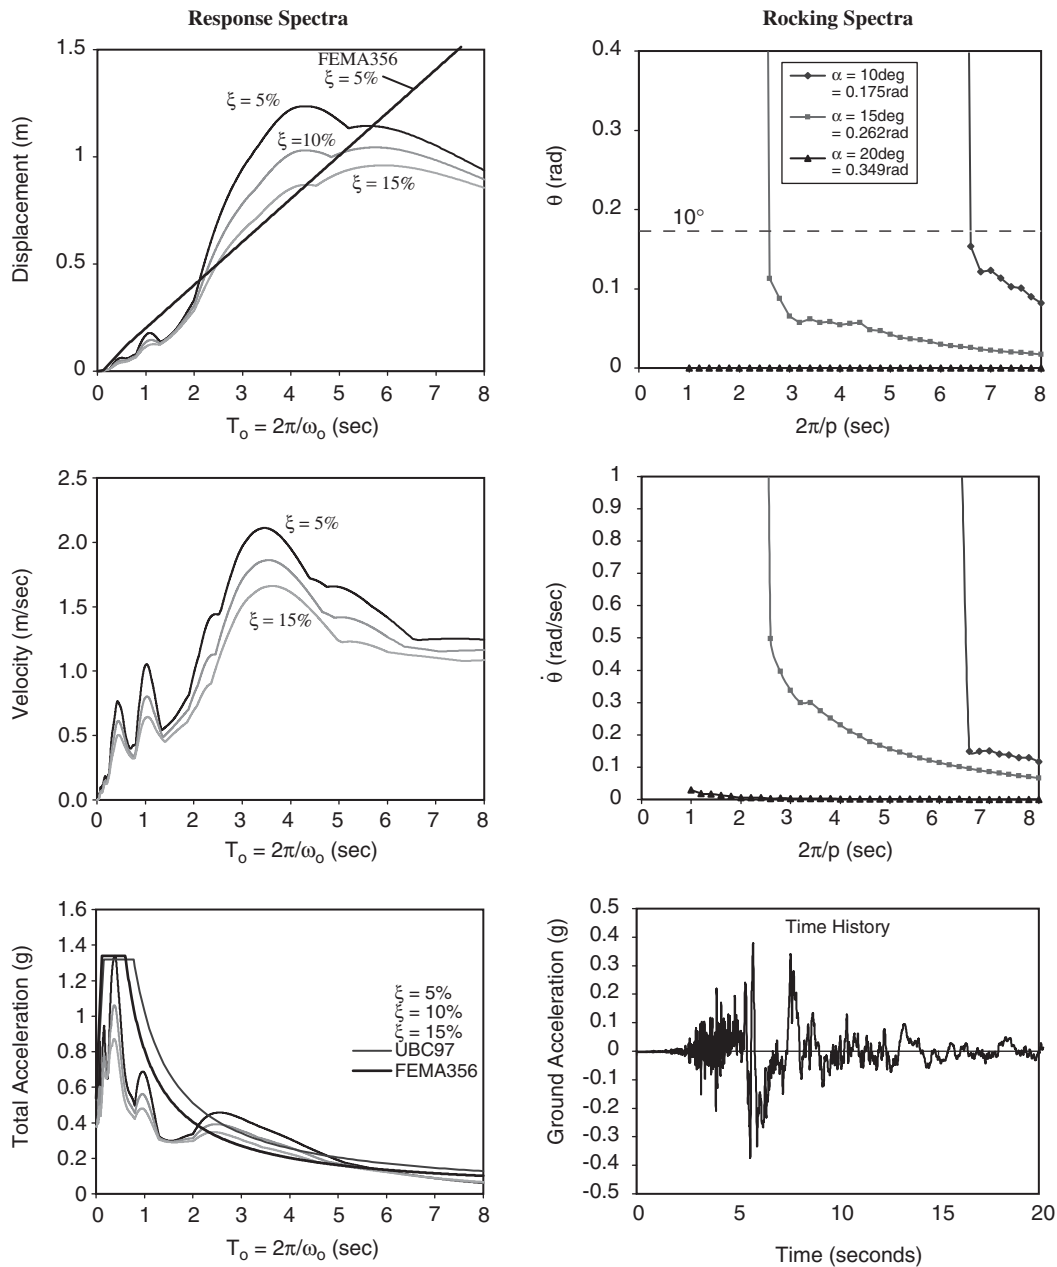 Response Spectra
1.5
1
0.5
0
Displacement (m)
FEMA356
ξ = 5%
ξ = 5%
ξ =10%
ξ = 15%
0 1 2 3 4 5 6 7 8
To = 2π/ωo (sec)
Rocking Spectra
0.4
0.3
0.2
0.1
0
θ (rad)
α = 10deg
= 0.175rad
α = 15deg
= 0.262rad
α = 20deg
= 0.349rad
10°
0 1 2 3 4 5 6 7 8
2π/p (sec)
2.5
2.0
1.5
1.0
0.5
0.0
Velocity (m/sec)
ξ = 5%
ξ = 15%
0 1 2 3 4 5 6 7 8
To = 2π/ωo (sec)
1
0.9
0.8
0.7
0.6
0.5
0.4
0.3
0.2
0.1
0
θ̇ (rad/sec)
0 1 2 3 4 5 6 7 8
2π/p (sec)
1.6
1.4
1.2
1.0
0.8
0.6
0.4
0.2
0
Total Acceleration (g)
ξ = 5%
ξ = 10%
ξ = 15%
UBC97
FEMA356
0 1 2 3 4 5 6 7 8
To = 2π/ωo (sec)
0.5
0.4
0.3
0.2
0.1
0
-0.1
-0.2
-0.3
-0.4
-0.5
Ground Acceleration (g)
Time History
0 5 10 15 20
Time (seconds)